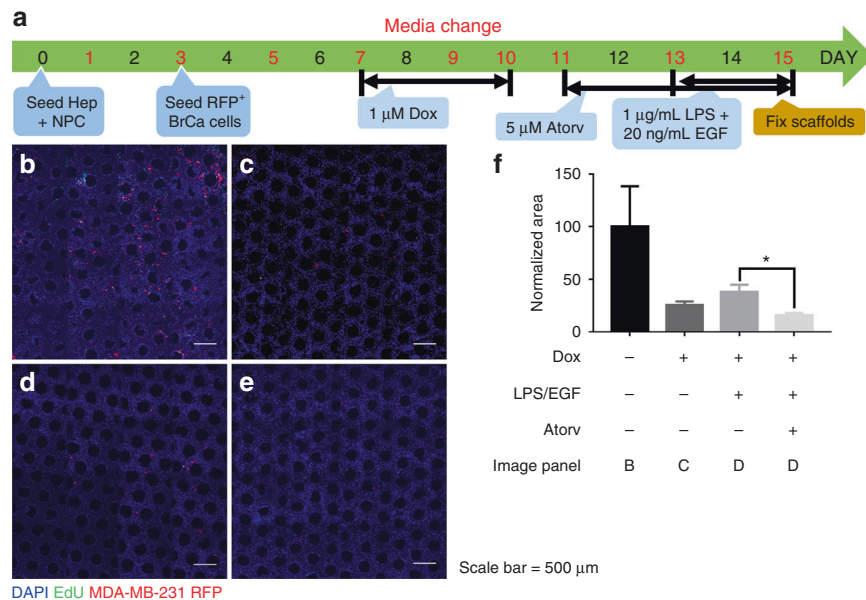 a
Media change
0 1 2 3 4 5 6 7 8 9 10 11 12 13 14 15 DAY
Seed Hep
+ NPC
Seed RFP⁺
BrCa cells
1 μM Dox
5 μM Atorv
1 μg/mL LPS +
20 ng/mL EGF
Fix scaffolds
b
c
d
e
DAPI EdU MDA-MB-231 RFP
Scale bar = 500 μm
f
Normalized area
150
100
50
0
*
Dox – + + +
LPS/EGF – – + +
Atorv – – – +
Image panel B C D D